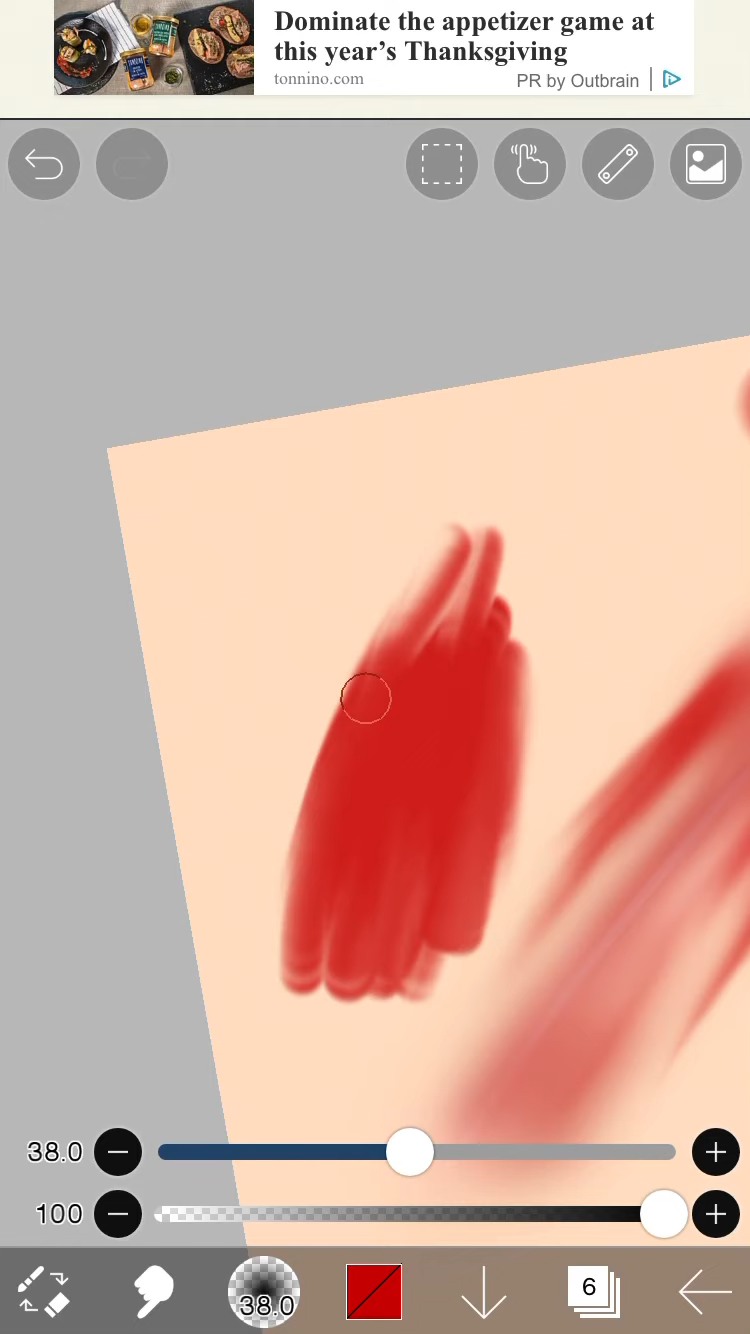 Dominate the appetizer game at
this year’s Thanksgiving
tonnino.com
PR by Outbrain
38.0
100
38.0
6